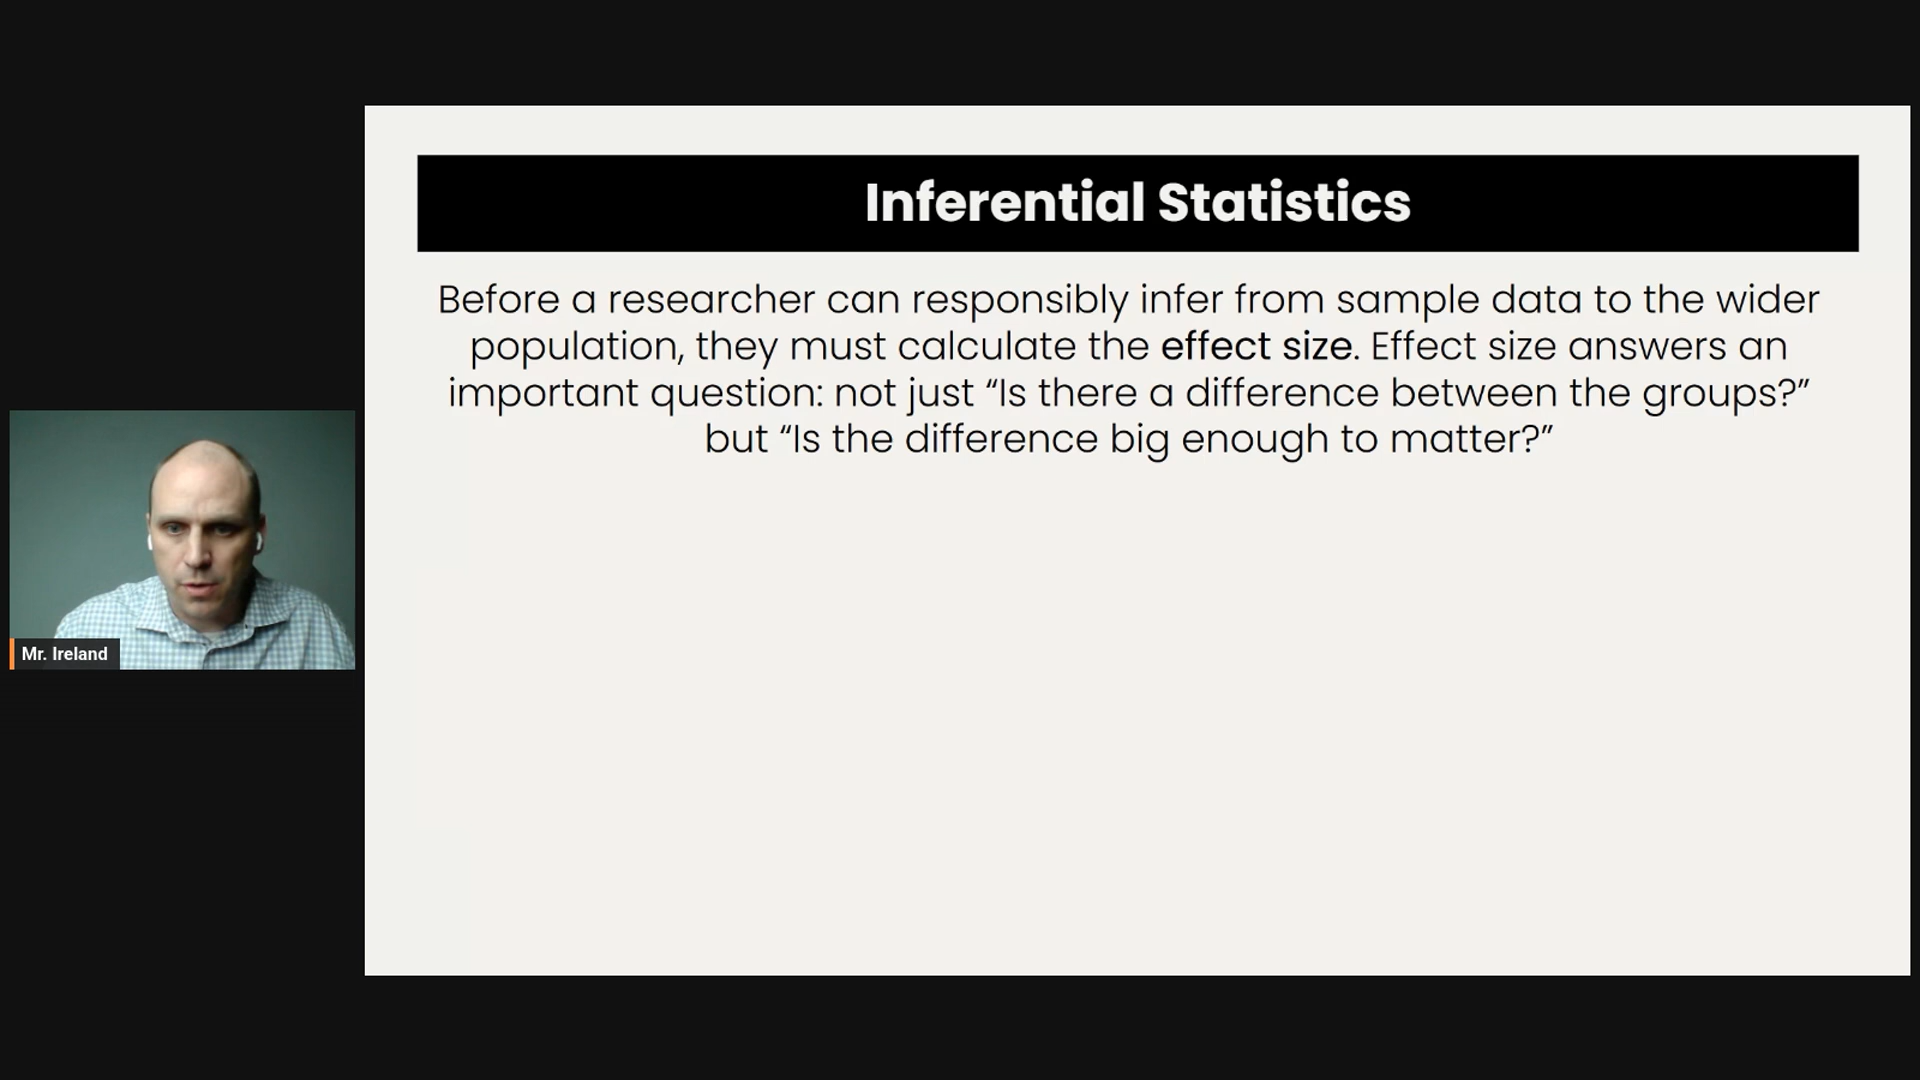 Inferential Statistics
Before a researcher can responsibly infer from sample data to the wider
population, they must calculate the effect size. Effect size answers an
important question: not just “Is there a difference between the groups?”
but “Is the difference big enough to matter?”
Mr. Ireland